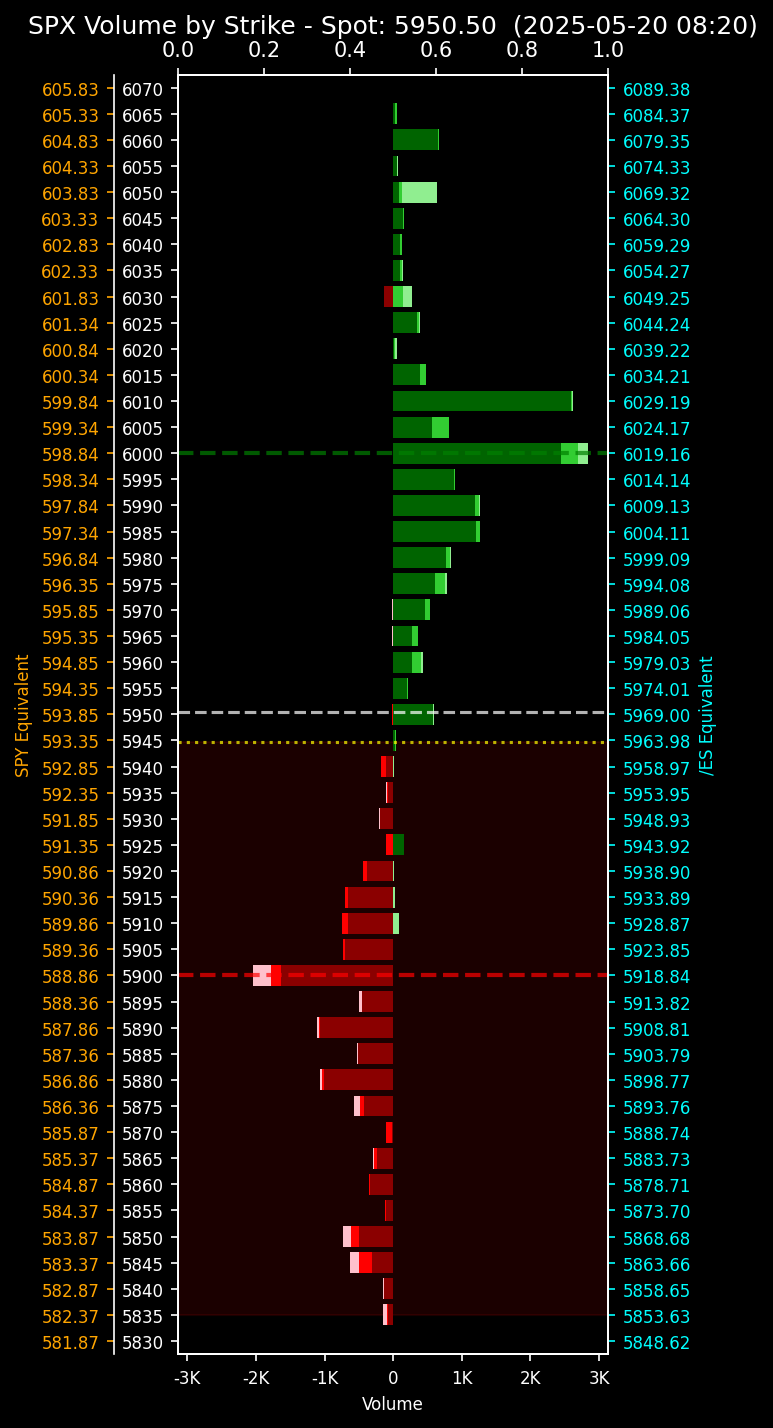 SPX Volume by Strike - Spot: 5950.50 (2025-05-20 08:20)
0.0 0.2 0.4 0.6 0.8 1.0
605.83 6070 6089.38
605.33 6065 6084.37
604.83 6060 6079.35
604.33 6055 6074.33
603.83 6050 6069.32
603.33 6045 6064.30
602.83 6040 6059.29
602.33 6035 6054.27
601.83 6030 6049.25
601.34 6025 6044.24
600.84 6020 6039.22
600.34 6015 6034.21
599.84 6010 6029.19
599.34 6005 6024.17
598.84 6000 6019.16
598.34 5995 6014.14
597.84 5990 6009.13
597.34 5985 6004.11
596.84 5980 5999.09
596.35 5975 5994.08
595.85 5970 5989.06
595.35 5965 5984.05
594.85 5960 5979.03
594.35 5955 5974.01
593.85 5950 5969.00
593.35 5945 5963.98
592.85 5940 5958.97
592.35 5935 5953.95
591.85 5930 5948.93
591.35 5925 5943.92
590.86 5920 5938.90
590.36 5915 5933.89
589.86 5910 5928.87
589.36 5905 5923.85
588.86 5900 5918.84
588.36 5895 5913.82
587.86 5890 5908.81
587.36 5885 5903.79
586.86 5880 5898.77
586.36 5875 5893.76
585.87 5870 5888.74
585.37 5865 5883.73
584.87 5860 5878.71
584.37 5855 5873.70
583.87 5850 5868.68
583.37 5845 5863.66
582.87 5840 5858.65
582.37 5835 5853.63
581.87 5830 5848.62
SPY Equivalent
/ES Equivalent
-3K -2K -1K 0 1K 2K 3K
Volume